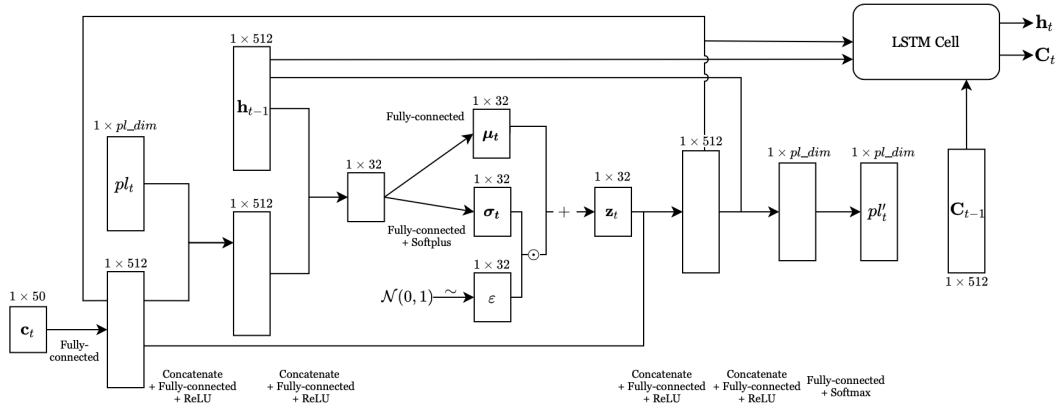 1 × 512
h_{t−1}
LSTM Cell
h_t
C_t
1 × pl_dim
pl_t
1 × 32
Fully-connected
μ_t
1 × 32
1 × 512
1 × pl_dim
1 × pl_dim
1 × 512
1 × 32
σ_t
Fully-connected
+ Softplus
1 × 32
z_t
+
pl′_t
C_{t−1}
1 × 512
1 × 512
⊙
1 × 32
N(0, 1) ∼
ε
1 × 50
c_t
Fully-
connected
Concatenate
+ Fully-connected
+ ReLU
Concatenate
+ Fully-connected
+ ReLU
Concatenate
+ Fully-connected
+ ReLU
Concatenate
+ Fully-connected
+ ReLU
Fully-connected
+ Softmax